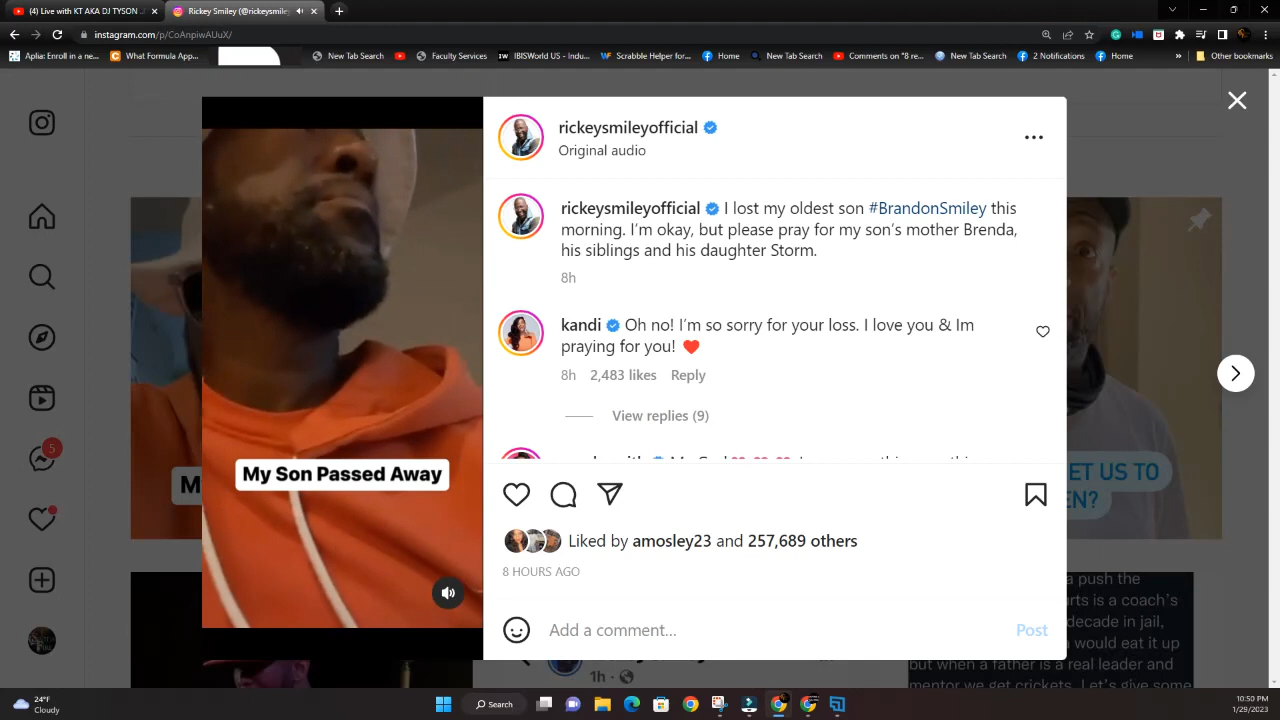 (4) Live with KT AKA DJ TYSON
Rickey Smiley (@rickeysmile
instagram.com/p/CoAnpiwAUuX/
Apliar Enroll in a ne...
What Formula App...
New Tab Search
Faculty Services
IBISWorld US - Indu...
Scrabble Helper for...
Home
New Tab Search
Comments on "8 re...
New Tab Search
2 Notifications
Home
»
rickeysmileyofficial
Original audio
rickeysmileyofficial I lost my oldest son #BrandonSmiley this
morning. I'm okay, but please pray for my son's mother Brenda,
his siblings and his daughter Storm.
8h
kandi Oh no! I'm so sorry for your loss. I love you & Im
praying for you! ❤️
8h 2,483 likes Reply
View replies (9)
My Son Passed Away
M
5
ET US TO
EN?
Liked by amosley23 and 257,689 others
8 HOURS AGO
Add a comment...
Post
a push the
rts is a coach's
decade in jail,
would eat it up
but when a father is a real leader and
mentor we get crickets. Let's give some
1h ·
24°F
Cloudy
Search
10:50 PM
1/29/2023